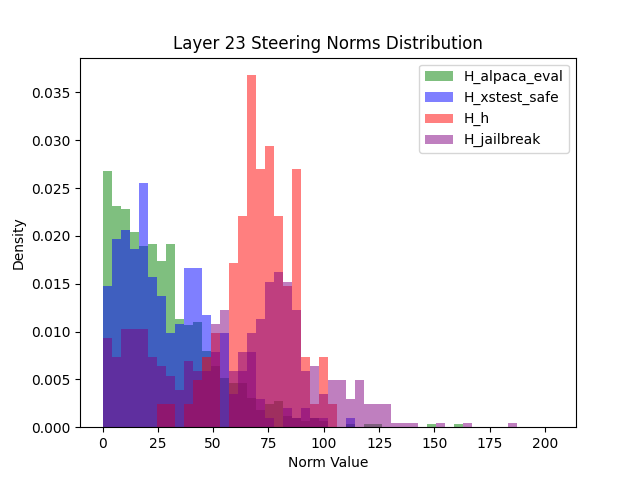 Layer 23 Steering Norms Distribution
H_alpaca_eval
H_xstest_safe
H_h
H_jailbreak
Density
0.035
0.030
0.025
0.020
0.015
0.010
0.005
0.000
0 25 50 75 100 125 150 175 200
Norm Value